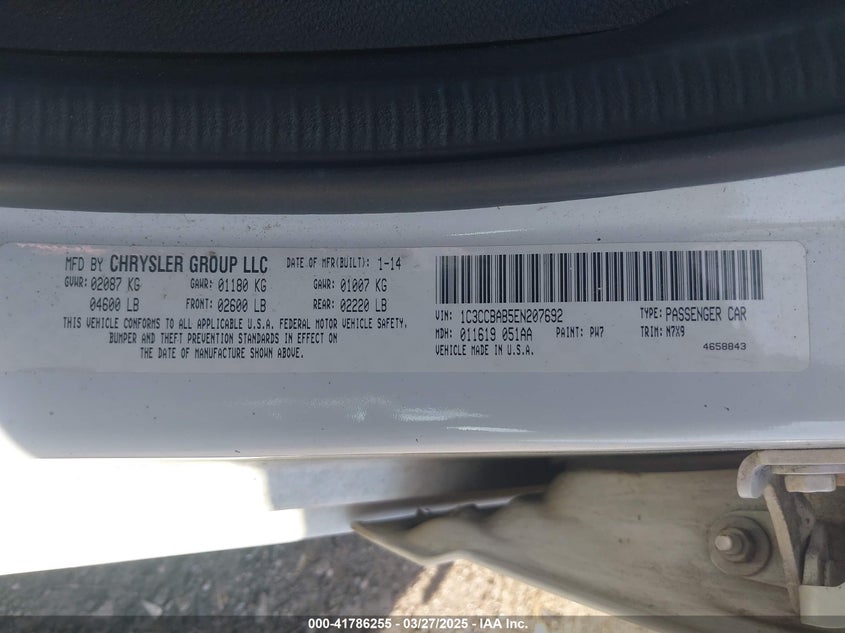 MFD BY CHRYSLER GROUP LLC DATE OF MFR(BUILT): 1-14
GVWR: 02087 KG GAWR: 01180 KG GAWR: 01007 KG
04600 LB FRONT: 02600 LB REAR: 02220 LB
THIS VEHICLE CONFORMS TO ALL APPLICABLE U.S.A. FEDERAL MOTOR VEHICLE SAFETY,
BUMPER AND THEFT PREVENTION STANDARDS IN EFFECT ON
THE DATE OF MANUFACTURE SHOWN ABOVE.
VIN: 1C3CCBAB5EN207692 TYPE: PASSENGER CAR
MDH: 011619 051AA PAINT: PW7 TRIM: N7X9
VEHICLE MADE IN U.S.A. 4658843
000-41786255 - 03/27/2025 - IAA Inc.